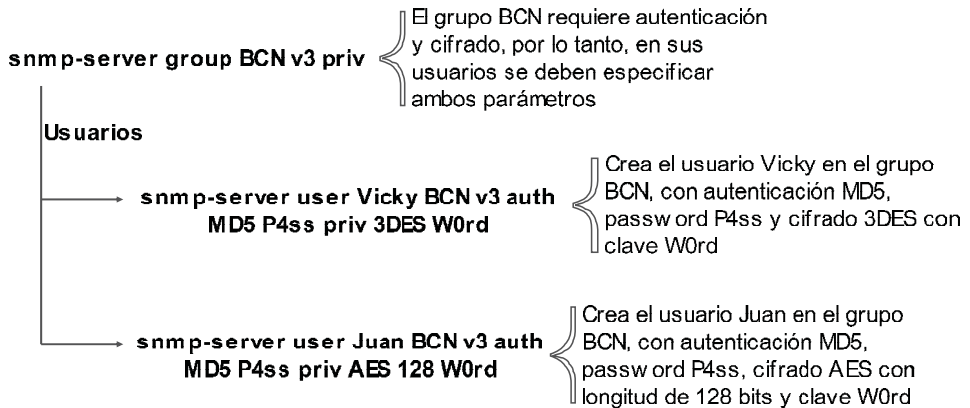 snmp-server group BCN v3 priv
El grupo BCN requiere autenticación
y cifrado, por lo tanto, en sus
usuarios se deben especificar
ambos parámetros
Usuarios
snmp-server user Vicky BCN v3 auth
MD5 P4ss priv 3DES W0rd
Crea el usuario Vicky en el grupo
BCN, con autenticación MD5,
password P4ss y cifrado 3DES con
clave W0rd
snmp-server user Juan BCN v3 auth
MD5 P4ss priv AES 128 W0rd
Crea el usuario Juan en el grupo
BCN, con autenticación MD5,
password P4ss, cifrado AES con
longitud de 128 bits y clave W0rd